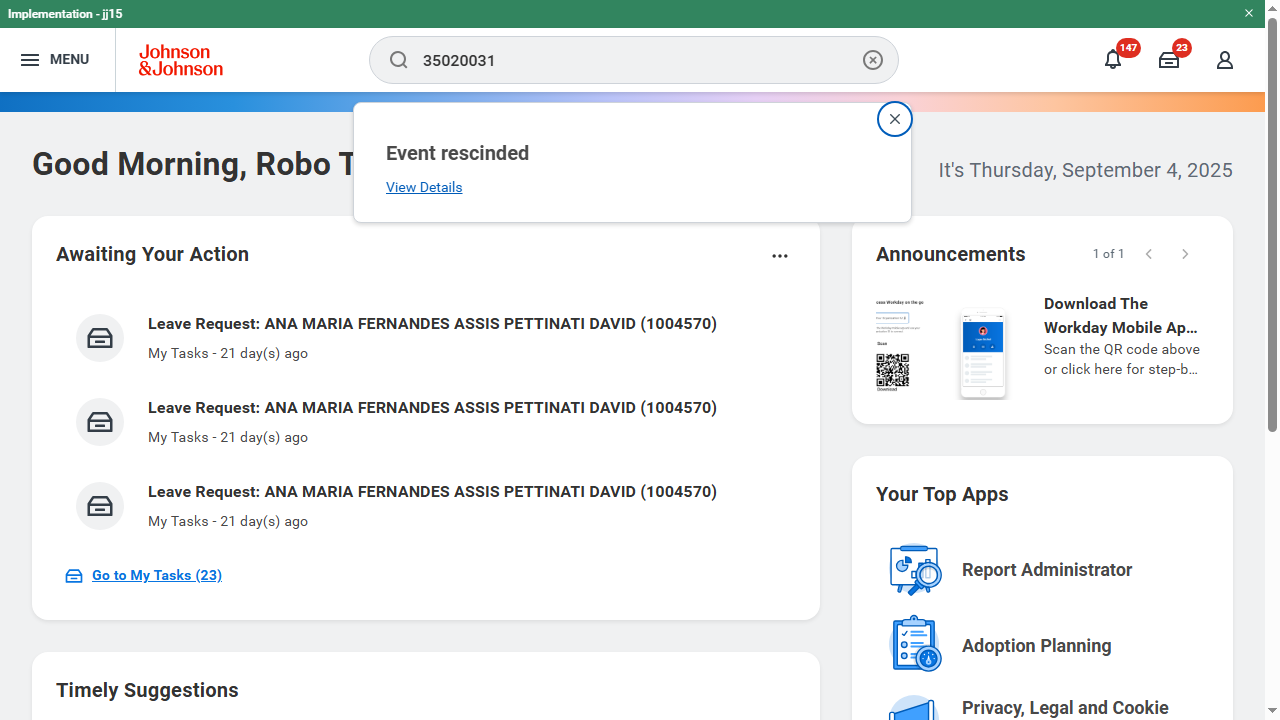 Implementation - jj15
MENU
Johnson
&Johnson
35020031
147
23
Event rescinded
View Details
Good Morning, Robo T
It's Thursday, September 4, 2025
Awaiting Your Action
Leave Request: ANA MARIA FERNANDES ASSIS PETTINATI DAVID (1004570)
My Tasks - 21 day(s) ago
Leave Request: ANA MARIA FERNANDES ASSIS PETTINATI DAVID (1004570)
My Tasks - 21 day(s) ago
Leave Request: ANA MARIA FERNANDES ASSIS PETTINATI DAVID (1004570)
My Tasks - 21 day(s) ago
Go to My Tasks (23)
Timely Suggestions
Announcements
1 of 1
Scan
Download
Download The
Workday Mobile Ap...
Scan the QR code above
or click here for step-b...
Your Top Apps
Report Administrator
Adoption Planning
Privacy, Legal and Cookie